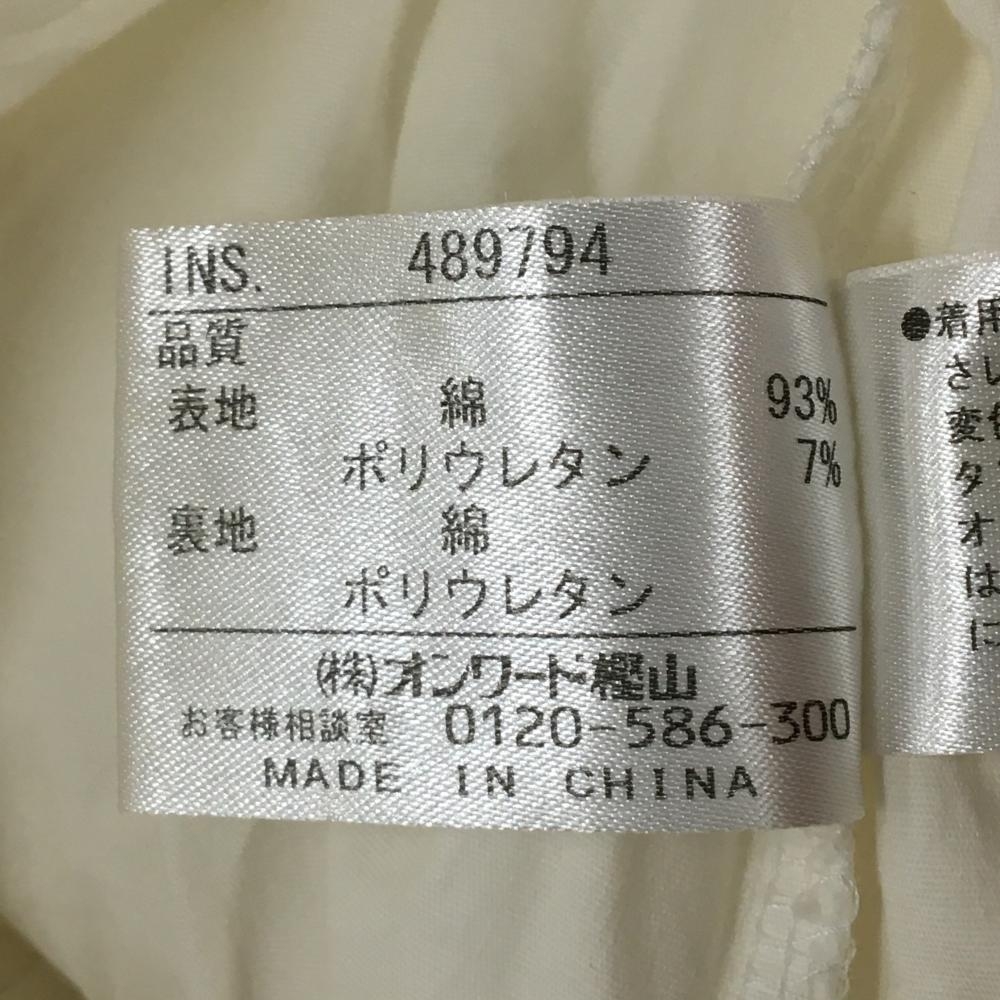 INS. 489794
品質
表地 綿 93%
ポリウレタン 7%
裏地 綿
ポリウレタン
(株)オンワード樫山
お客様相談室 0120-586-300
MADE IN CHINA
●着用
さし
変色
タン
オ
は
に